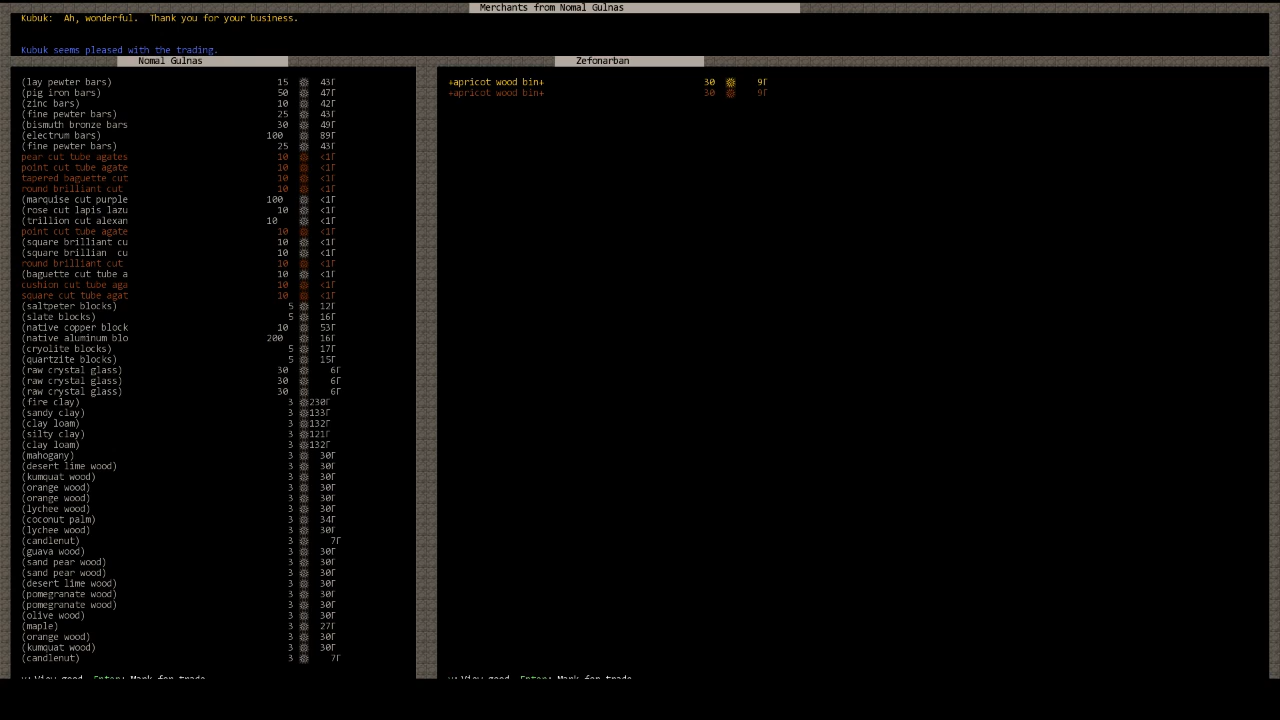 Merchants from Nomal Gulnas
Kubuk: Ah, wonderful. Thank you for your business.
Kubuk seems pleased with the trading.
Nomal Gulnas
(lay pewter bars) 15 ☼ 43Γ
(pig iron bars) 50 ☼ 47Γ
(zinc bars) 10 ☼ 42Γ
(fine pewter bars) 25 ☼ 43Γ
(bismuth bronze bars 30 ☼ 49Γ
(electrum bars) 100 ☼ 89Γ
(fine pewter bars) 25 ☼ 43Γ
pear cut tube agates 10 ☼ <1Γ
point cut tube agate 10 ☼ <1Γ
tapered baguette cut 10 ☼ <1Γ
round brilliant cut 10 ☼ <1Γ
(marquise cut purple 100 ☼ <1Γ
(rose cut lapis lazu 10 ☼ <1Γ
(trillion cut alexan 10 ☼ <1Γ
point cut tube agate 10 ☼ <1Γ
(square brilliant cu 10 ☼ <1Γ
(square brillian cu 10 ☼ <1Γ
round brilliant cut 10 ☼ <1Γ
(baguette cut tube a 10 ☼ <1Γ
cushion cut tube aga 10 ☼ <1Γ
square cut tube agat 10 ☼ <1Γ
(saltpeter blocks) 5 ☼ 12Γ
(slate blocks) 5 ☼ 16Γ
(native copper block 10 ☼ 53Γ
(native aluminum blo 200 ☼ 16Γ
(cryolite blocks) 5 ☼ 17Γ
(quartzite blocks) 5 ☼ 15Γ
(raw crystal glass) 30 ☼ 6Γ
(raw crystal glass) 30 ☼ 6Γ
(raw crystal glass) 30 ☼ 6Γ
(fire clay) 3 ☼230Γ
(sandy clay) 3 ☼133Γ
(clay loam) 3 ☼132Γ
(silty clay) 3 ☼121Γ
(clay loam) 3 ☼132Γ
(mahogany) 3 ☼ 30Γ
(desert lime wood) 3 ☼ 30Γ
(kumquat wood) 3 ☼ 30Γ
(orange wood) 3 ☼ 30Γ
(orange wood) 3 ☼ 30Γ
(lychee wood) 3 ☼ 30Γ
(coconut palm) 3 ☼ 34Γ
(lychee wood) 3 ☼ 30Γ
(candlenut) 3 ☼ 7Γ
(guava wood) 3 ☼ 30Γ
(sand pear wood) 3 ☼ 30Γ
(sand pear wood) 3 ☼ 30Γ
(desert lime wood) 3 ☼ 30Γ
(pomegranate wood) 3 ☼ 30Γ
(pomegranate wood) 3 ☼ 30Γ
(olive wood) 3 ☼ 30Γ
(maple) 3 ☼ 27Γ
(orange wood) 3 ☼ 30Γ
(kumquat wood) 3 ☼ 30Γ
(candlenut) 3 ☼ 7Γ
v: View good, Enter: Mark for trade
Zefonarban
+apricot wood bin+ 30 ☼ 9Γ
+apricot wood bin+ 30 ☼ 9Γ
v: View good, Enter: Mark for trade